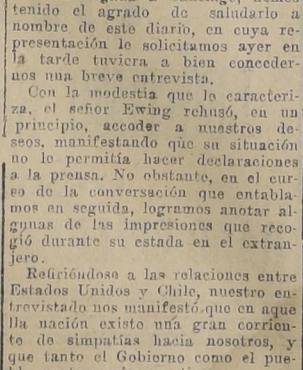 tenido el agrado de saludarlo a
nombre de este diario, en cuya re-
presentación le solicitamos ayer en
la tarde tuviera a bien conceder-
nos una breve entrevista.
Con la modestia que le caracteri-
za, el señor Ewing rehusó, en un
principio, acceder a nuestros de-
seos, manifestando que su situación
no le permitía hacer declaraciones
a la prensa. No obstante, en el cur-
so de la conversación que entabla-
mos en seguida, logramos anotar al-
gunas de las impresiones que reco-
gió durante su estada en el extran-
jero.
Refiriéndose a las relaciones entre
Estados Unidos y Chile, nuestro en-
trevistado nos manifestó que en aque
lla nación existe una gran corrien-
te de simpatías hacia nosotros, y
que tanto el Gobierno como el pue-